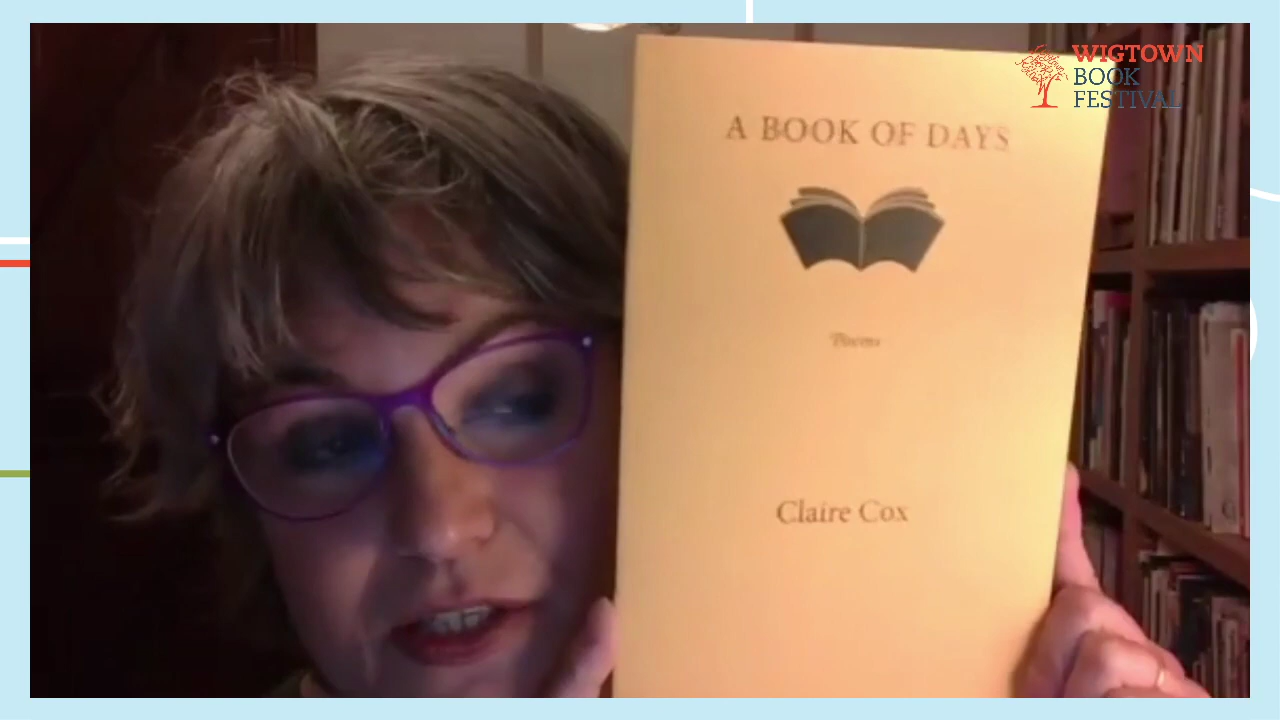 WIGTOWN
BOOK
FESTIVAL
A BOOK OF DAYS
Poems
Claire Cox